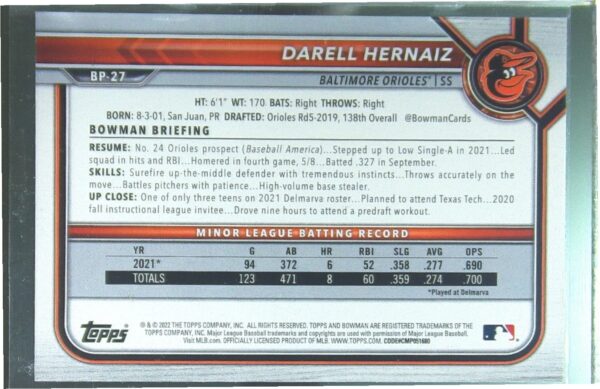 DARELL HERNAIZ
BP-27
BALTIMORE ORIOLES | SS
HT: 6'1" WT: 170 BATS: Right THROWS: Right
BORN: 8-3-01, San Juan, PR DRAFTED: Orioles Rd5-2019, 138th Overall @BowmanCards
BOWMAN BRIEFING
RESUME: No. 24 Orioles prospect (Baseball America)...Stepped up to Low Single-A in 2021...Led
squad in hits and RBI...Homered in fourth game, 5/8...Batted .327 in September.
SKILLS: Surefire up-the-middle defender with tremendous instincts...Throws accurately on the
move...Battles pitchers with patience...High-volume base stealer.
UP CLOSE: One of only three teens on 2021 Delmarva roster...Planned to attend Texas Tech...2020
fall instructional league invitee...Drove nine hours to attend a predraft workout.
MINOR LEAGUE BATTING RECORD
YR G AB HR RBI SLG AVG OPS
2021* 94 372 6 52 .358 .277 .690
TOTALS 123 471 8 60 .359 .274 .700
*Played at Delmarva
Topps
® & © 2022 THE TOPPS COMPANY, INC. ALL RIGHTS RESERVED. TOPPS AND BOWMAN ARE REGISTERED TRADEMARKS OF THE
TOPPS COMPANY, INC. Major League Baseball trademarks and copyrights are used with permission of Major League Baseball.
Visit MLB.com. OFFICIALLY LICENSED PRODUCT OF MLB. WWW.TOPPS.COM. CODE#CMP051680